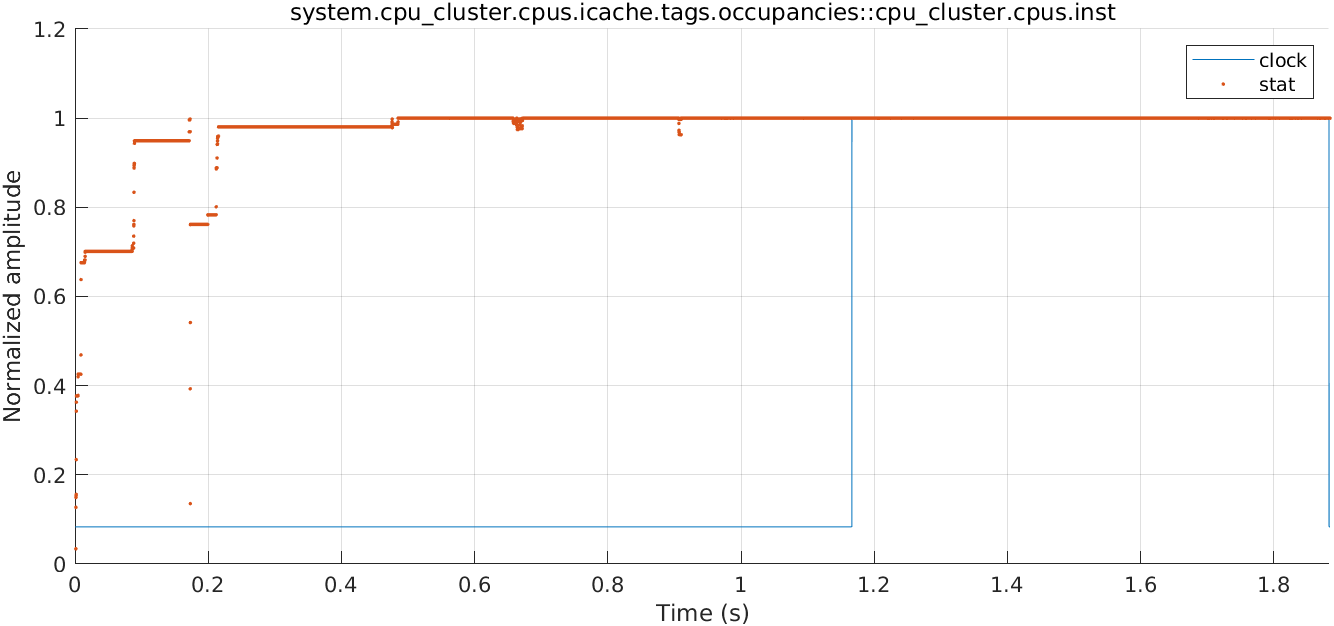 system.cpu_cluster.cpus.icache.tags.occupancies::cpu_cluster.cpus.inst
1.2
clock
stat
1
0.8
Normalized amplitude
0.6
0.4
0.2
0
0 0.2 0.4 0.6 0.8 1 1.2 1.4 1.6 1.8
Time (s)